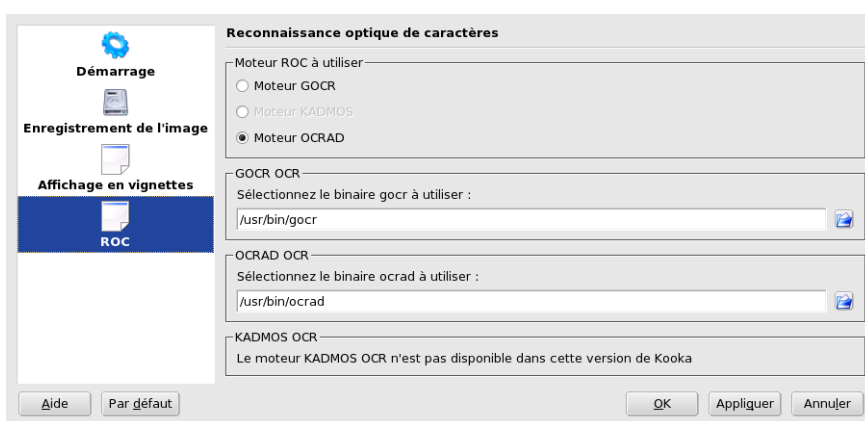 Démarrage
Enregistrement de l'image
Affichage en vignettes
ROC
Reconnaissance optique de caractères
Moteur ROC à utiliser
Moteur GOCR
Moteur KADMOS
Moteur OCRAD
GOCR OCR
Sélectionnez le binaire gocr à utiliser :
/usr/bin/gocr
OCRAD OCR
Sélectionnez le binaire ocrad à utiliser :
/usr/bin/ocrad
KADMOS OCR
Le moteur KADMOS OCR n'est pas disponible dans cette version de Kooka
Aide Par défaut OK Appliquer Annuler